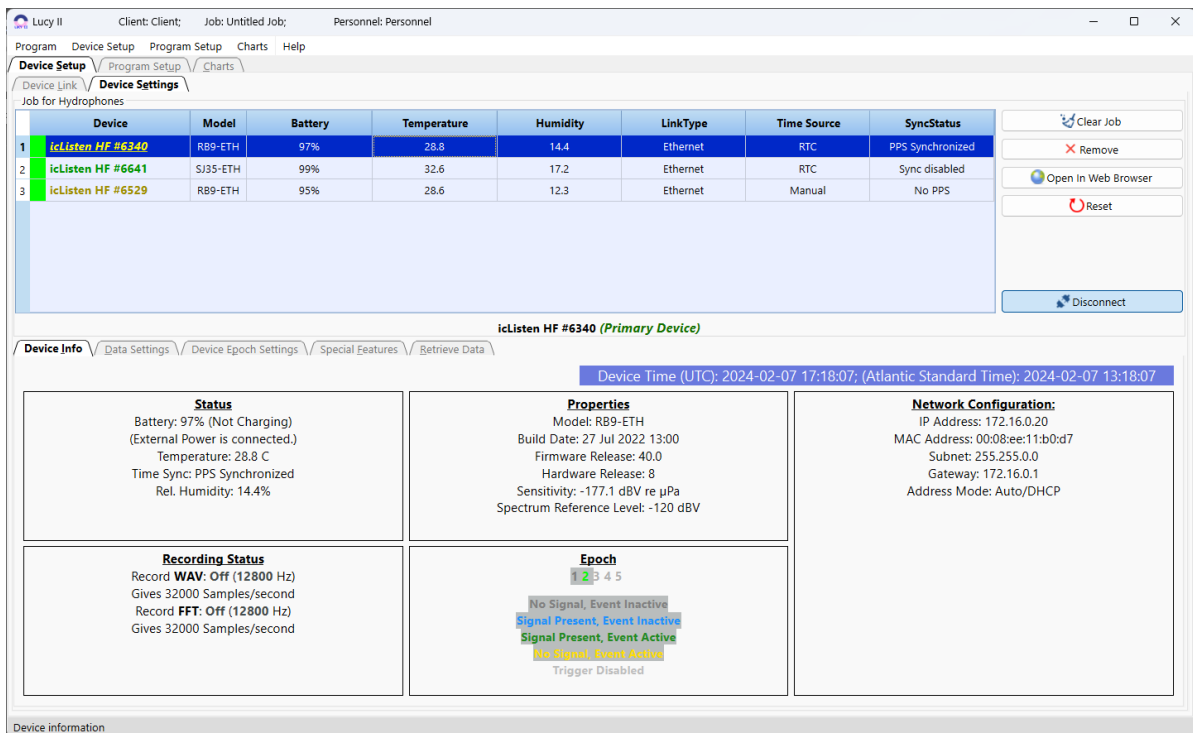 Lucy II Client: Client; Job: Untitled Job; Personnel: Personnel
Program Device Setup Program Setup Charts Help
Device Setup Program Setup Charts
Device Link Device Settings
Job for Hydrophones
Device Model Battery Temperature Humidity LinkType Time Source SyncStatus
1 icListen HF #6340 RB9-ETH 97% 28.8 14.4 Ethernet RTC PPS Synchronized
2 icListen HF #6641 SJ35-ETH 99% 32.6 17.2 Ethernet RTC Sync disabled
3 icListen HF #6529 RB9-ETH 95% 28.6 12.3 Ethernet Manual No PPS
Clear Job
Remove
Open In Web Browser
Reset
Disconnect
icListen HF #6340 (Primary Device)
Device Info Data Settings Device Epoch Settings Special Features Retrieve Data
Device Time (UTC): 2024-02-07 17:18:07; (Atlantic Standard Time): 2024-02-07 13:18:07
Status
Battery: 97% (Not Charging)
(External Power is connected.)
Temperature: 28.8 C
Time Sync: PPS Synchronized
Rel. Humidity: 14.4%
Properties
Model: RB9-ETH
Build Date: 27 Jul 2022 13:00
Firmware Release: 40.0
Hardware Release: 8
Sensitivity: -177.1 dBV re µPa
Spectrum Reference Level: -120 dBV
Network Configuration:
IP Address: 172.16.0.20
MAC Address: 00:08:ee:11:b0:d7
Subnet: 255.255.0.0
Gateway: 172.16.0.1
Address Mode: Auto/DHCP
Recording Status
Record WAV: Off (12800 Hz)
Gives 32000 Samples/second
Record FFT: Off (12800 Hz)
Gives 32000 Samples/second
Epoch
1 2 3 4 5
No Signal, Event Inactive
Signal Present, Event Inactive
Signal Present, Event Active
No Signal, Event Active
Trigger Disabled
Device information